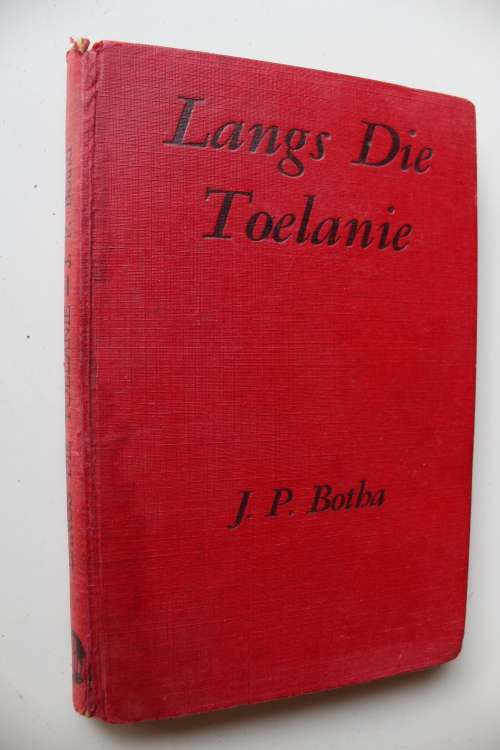 Langs Die
Toelanie
J. P. Botha